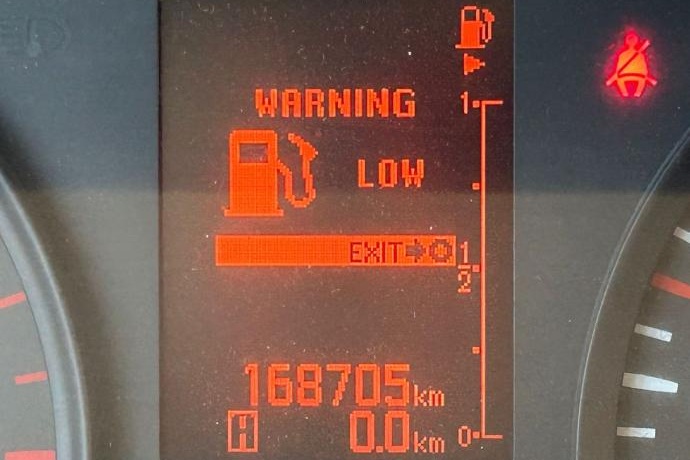 WARNING
1
LOW
EXIT
1/2
168705km
H 0.0km
0